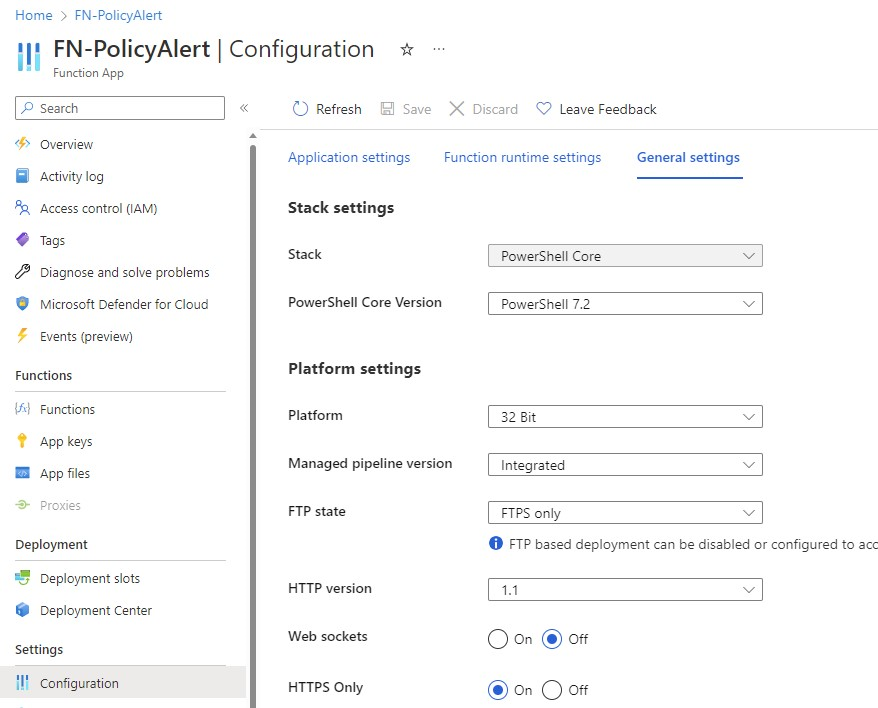 Home > FN-PolicyAlert
FN-PolicyAlert | Configuration
Function App
Search
Overview
Activity log
Access control (IAM)
Tags
Diagnose and solve problems
Microsoft Defender for Cloud
Events (preview)
Functions
Functions
App keys
App files
Proxies
Deployment
Deployment slots
Deployment Center
Settings
Configuration
Refresh Save Discard Leave Feedback
Application settings Function runtime settings General settings
Stack settings
Stack PowerShell Core
PowerShell Core Version PowerShell 7.2
Platform settings
Platform 32 Bit
Managed pipeline version Integrated
FTP state FTPS only
FTP based deployment can be disabled or configured to acc
HTTP version 1.1
Web sockets On Off
HTTPS Only On Off